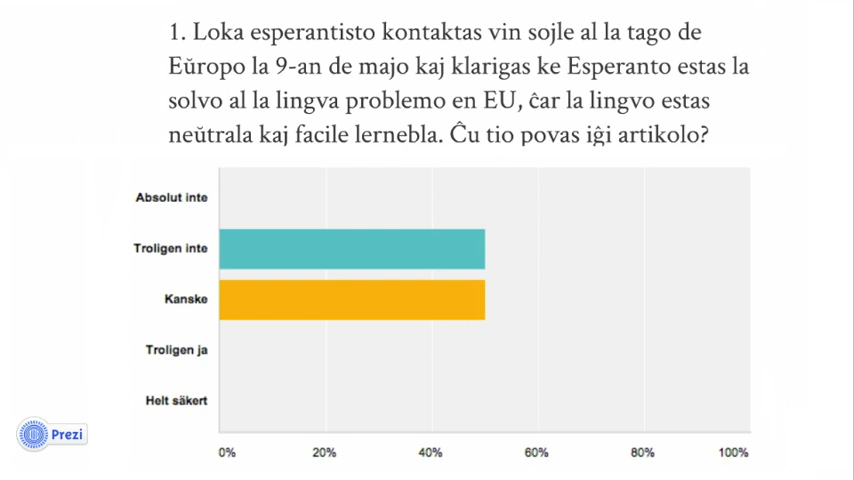 1. Loka esperantisto kontaktas vin sojle al la tago de
Eŭropo la 9-an de majo kaj klarigas ke Esperanto estas la
solvo al la lingva problemo en EU, ĉar la lingvo estas
neŭtrala kaj facile lernebla. Ĉu tio povas iĝi artikolo?
Absolut inte
Troligen inte
Kanske
Troligen ja
Helt säkert
0% 20% 40% 60% 80% 100%
Prezi